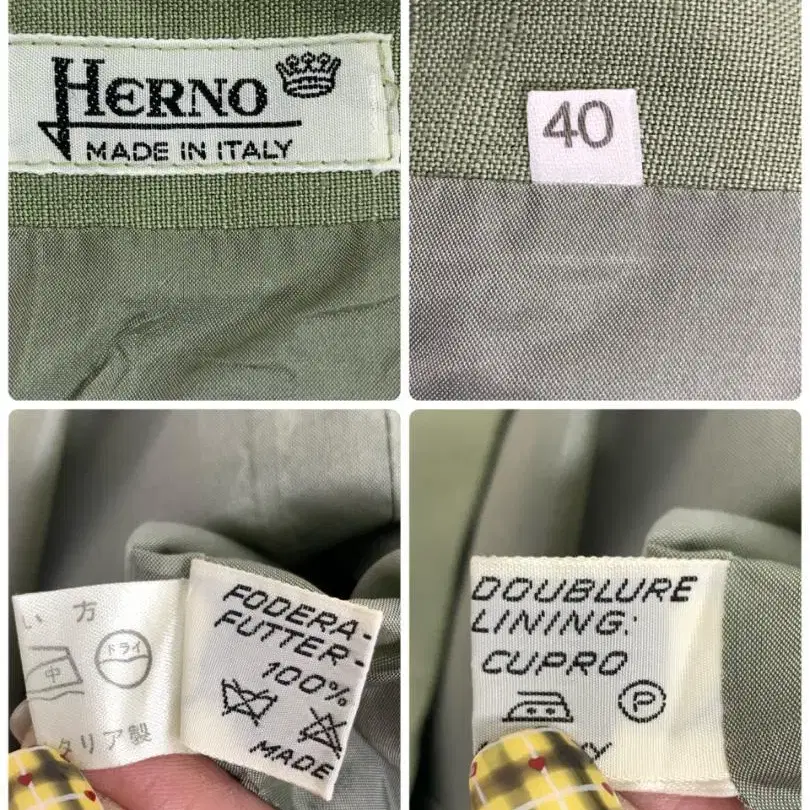 HERNO
MADE IN ITALY
40
い 方
中
ドライ
タリア製
FODERA-
FUTTER-
100%
MADE
DOUBLURE
LINING:
CUPRO
P